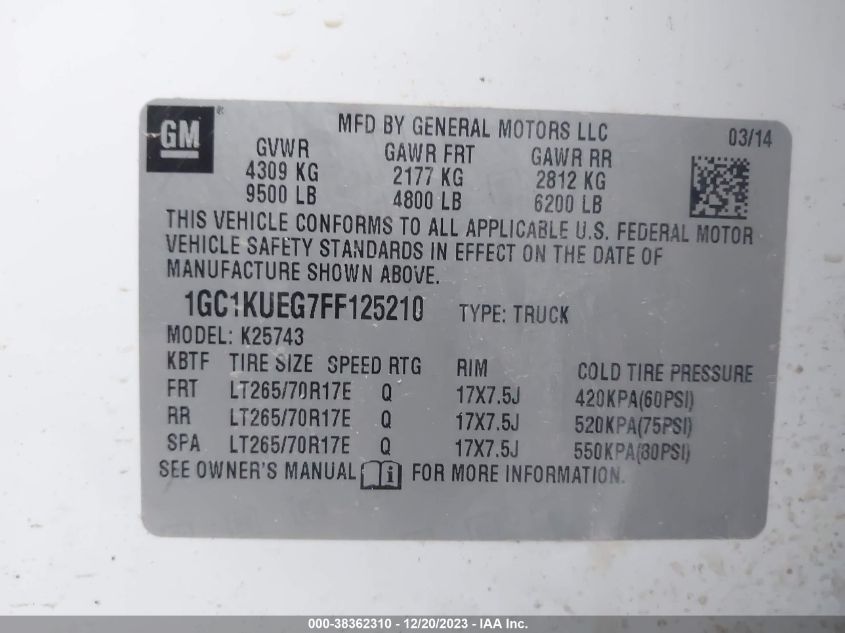 GM
MFD BY GENERAL MOTORS LLC 03/14
GVWR GAWR FRT GAWR RR
4309 KG 2177 KG 2812 KG
9500 LB 4800 LB 6200 LB
THIS VEHICLE CONFORMS TO ALL APPLICABLE U.S. FEDERAL MOTOR
VEHICLE SAFETY STANDARDS IN EFFECT ON THE DATE OF
MANUFACTURE SHOWN ABOVE.
1GC1KUEG7FF125210 TYPE: TRUCK
MODEL: K25743
KBTF TIRE SIZE SPEED RTG RIM COLD TIRE PRESSURE
FRT LT265/70R17E Q 17X7.5J 420KPA(60PSI)
RR LT265/70R17E Q 17X7.5J 520KPA(75PSI)
SPA LT265/70R17E Q 17X7.5J 550KPA(80PSI)
SEE OWNER'S MANUAL i FOR MORE INFORMATION.
000-38362310 - 12/20/2023 - IAA Inc.